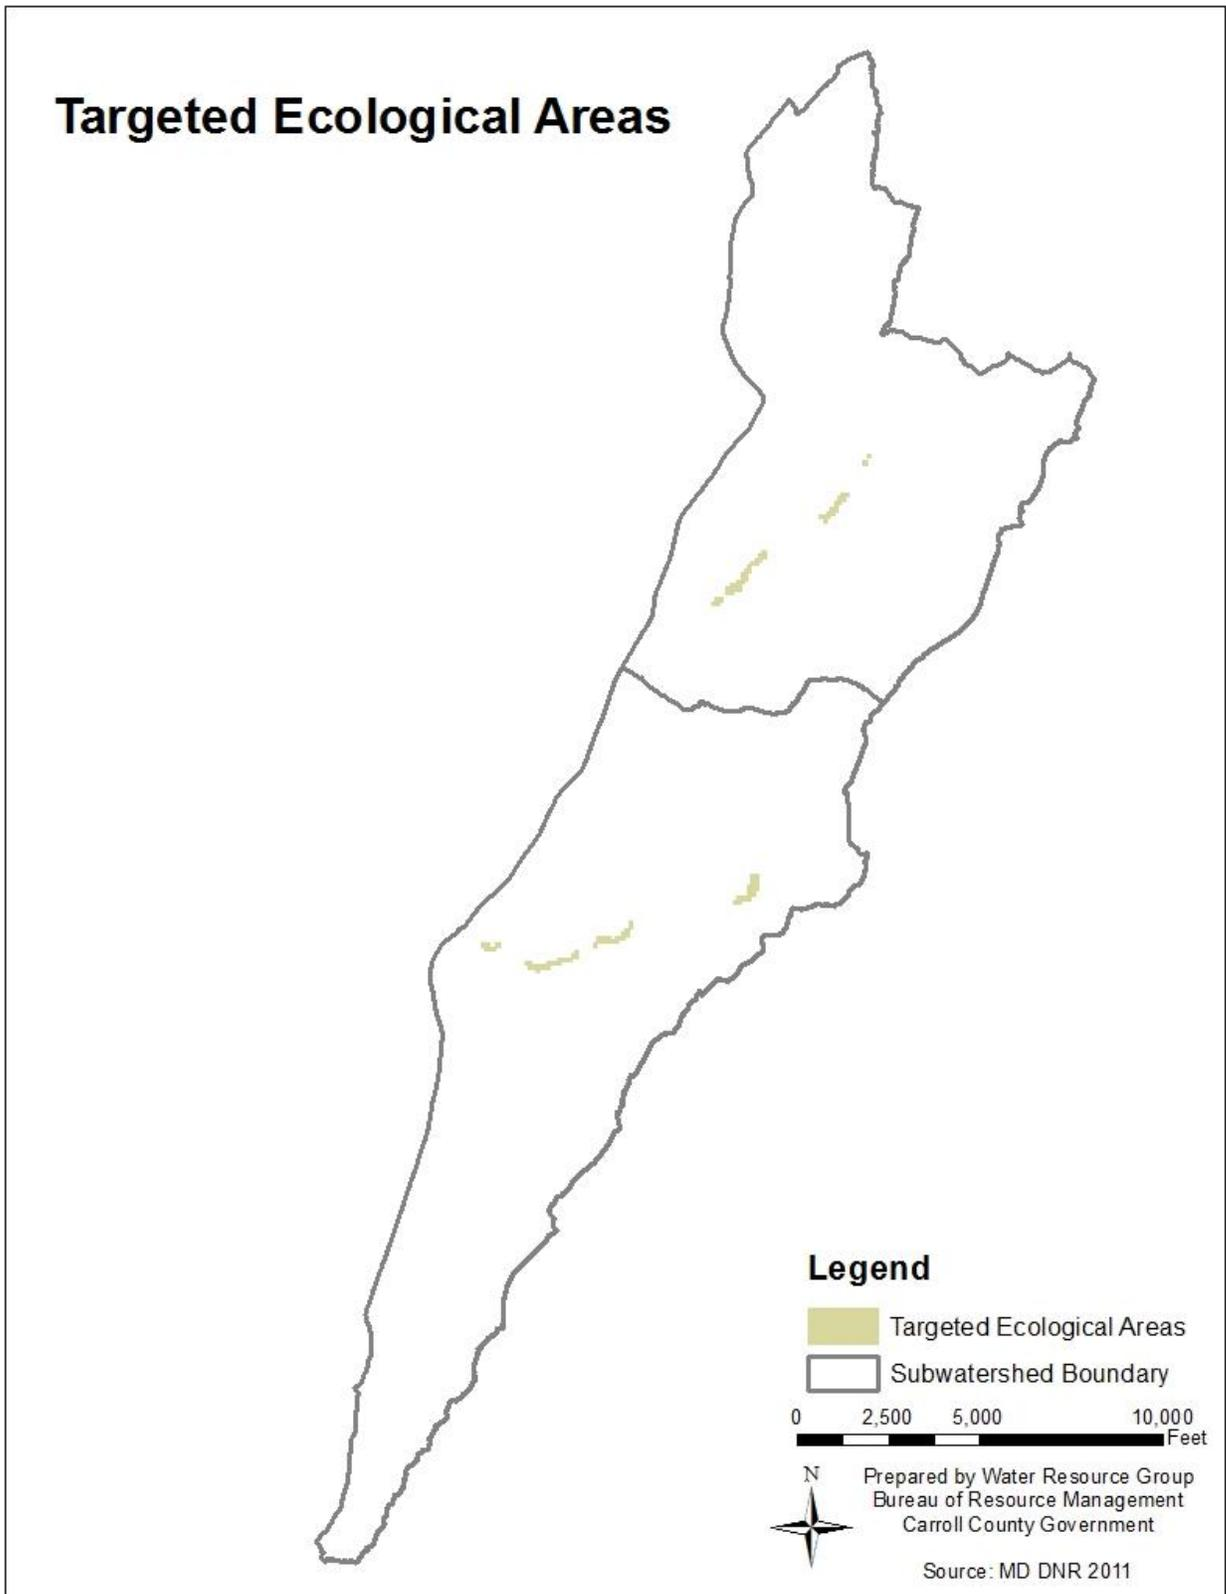 Targeted Ecological Areas
Legend
Targeted Ecological Areas
Subwatershed Boundary
0 2,500 5,000 10,000
Feet
N
Prepared by Water Resource Group
Bureau of Resource Management
Carroll County Government
Source: MD DNR 2011